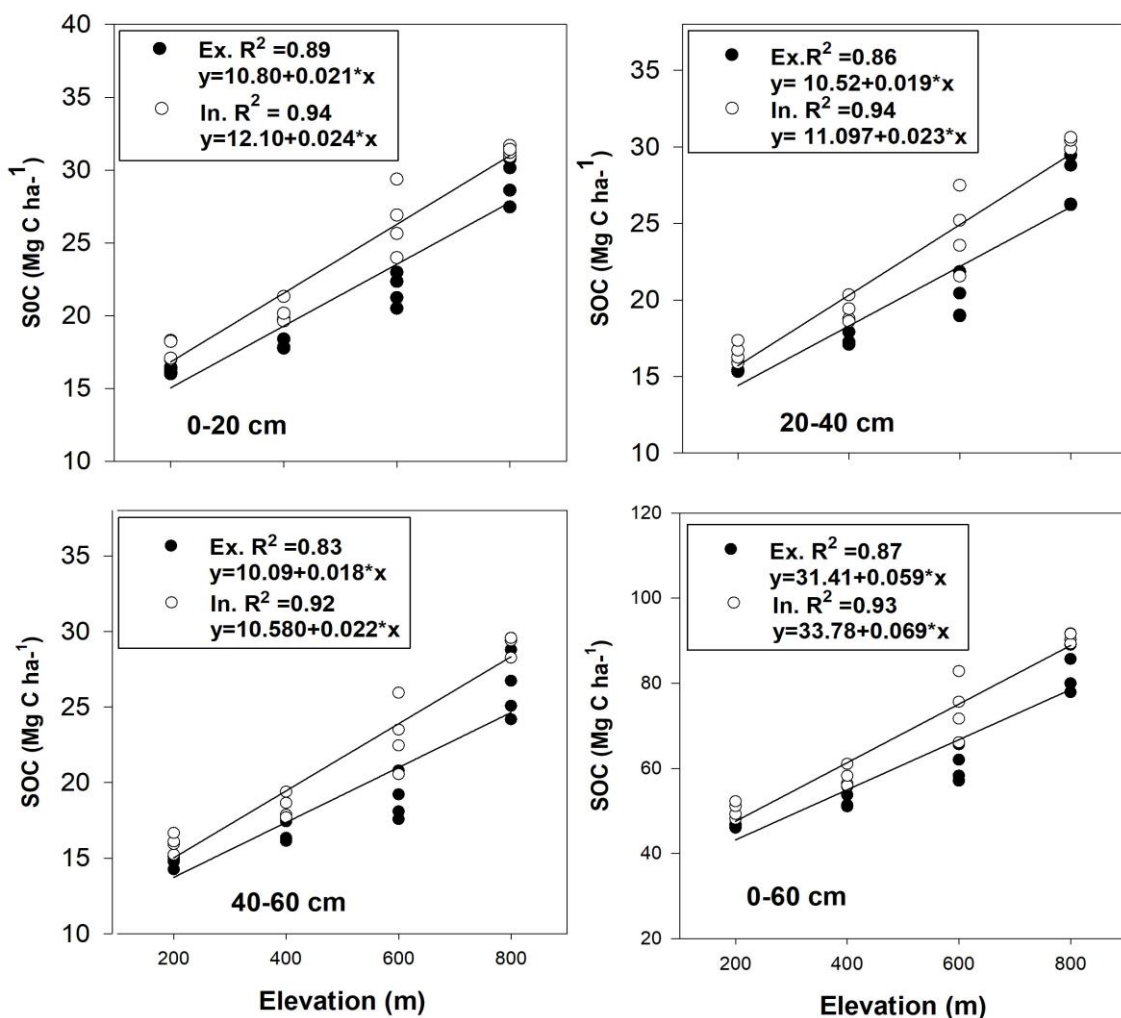 40
35
30
25
20
15
10
S0C (Mg C ha-¹)
Ex. R² =0.89
y=10.80+0.021*x
In. R² = 0.94
y=12.10+0.024*x
0-20 cm
35
30
25
20
15
10
SOC (Mg C ha-¹)
Ex.R² =0.86
y= 10.52+0.019*x
In. R² =0.94
y= 11.097+0.023*x
20-40 cm
35
30
25
20
15
10
SOC (Mg C ha-¹)
Ex. R² =0.83
y=10.09+0.018*x
In. R² =0.92
y=10.580+0.022*x
40-60 cm
200 400 600 800
Elevation (m)
120
100
80
60
40
20
SOC (Mg C ha-¹)
Ex. R² =0.87
y=31.41+0.059*x
In. R² =0.93
y=33.78+0.069*x
0-60 cm
200 400 600 800
Elevation (m)